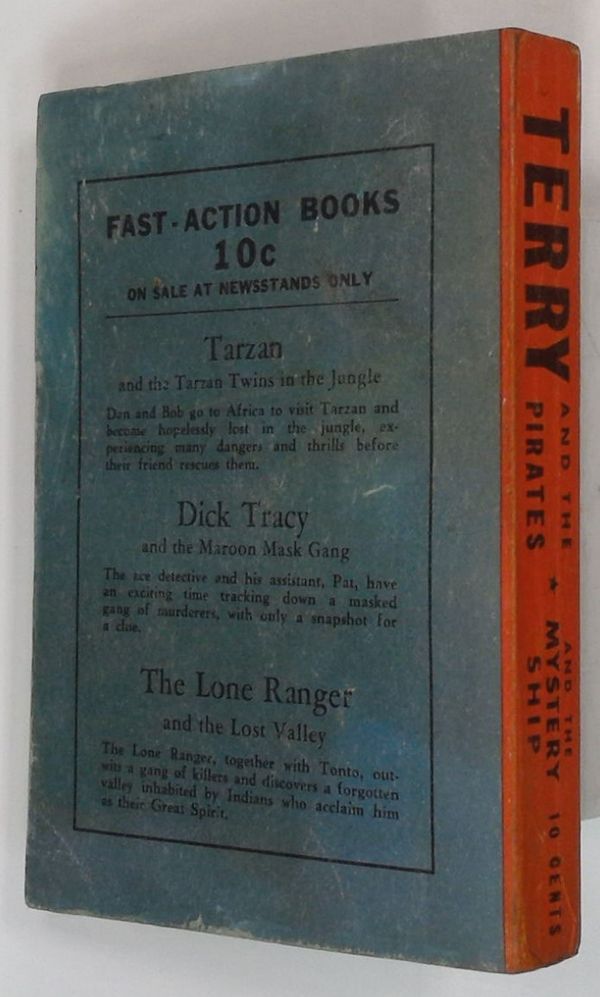 FAST-ACTION BOOKS
10c
ON SALE AT NEWSSTANDS ONLY
Tarzan
and the Tarzan Twins in the Jungle
Dan and Bob go to Africa to visit Tarzan and
become hopelessly lost in the jungle, ex-
periencing many dangers and thrills before
their friend rescues them.
Dick Tracy
and the Maroon Mask Gang
The ace detective and his assistant, Pat, have
an exciting time tracking down a masked
gang of murderers, with only a snapshot for
a clue.
The Lone Ranger
and the Lost Valley
The Lone Ranger, together with Tonto, out-
wits a gang of killers and discovers a forgotten
valley inhabited by Indians who acclaim him
as their Great Spirit.
TERRY
AND THE
PIRATES
★
AND THE
MYSTERY
SHIP
10 CENTS